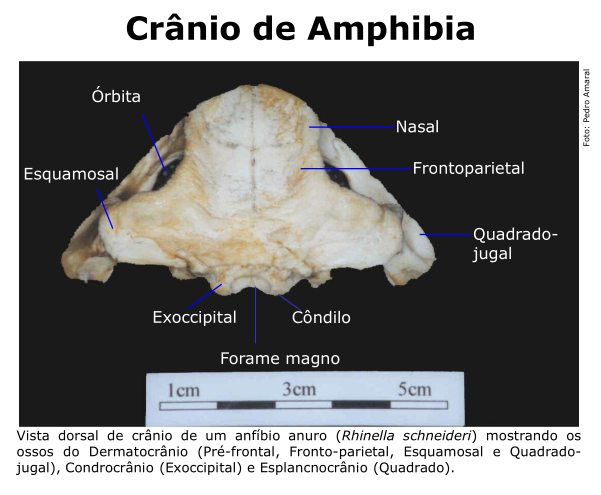 Crânio de Amphibia
Foto: Pedro Amaral
Órbita
Nasal
Frontoparietal
Esquamosal
Quadrado-
jugal
Exoccipital
Côndilo
Forame magno
1cm 3cm 5cm
Vista dorsal de crânio de um anfíbio anuro (Rhinella schneideri) mostrando os
ossos do Dermatocrânio (Pré-frontal, Fronto-parietal, Esquamosal e Quadrado-
jugal), Condrocrânio (Exoccipital) e Esplancnocrânio (Quadrado).